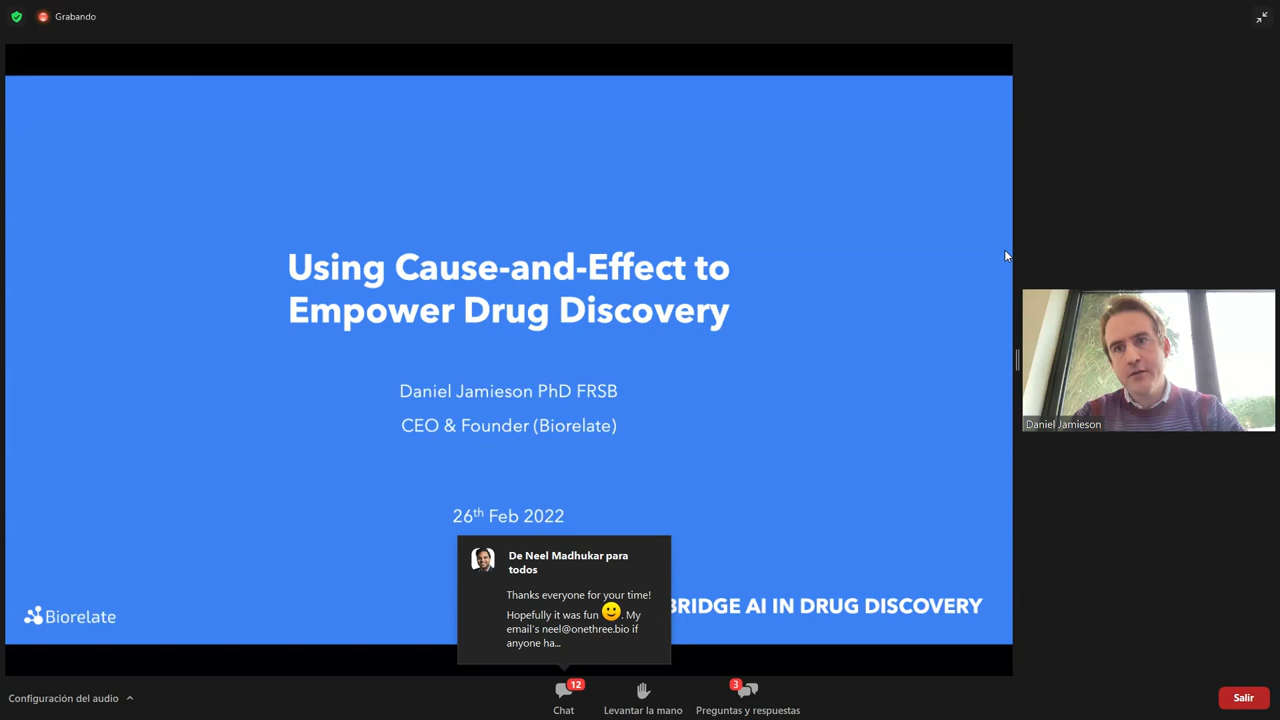 Grabando
Using Cause-and-Effect to
Empower Drug Discovery
Daniel Jamieson PhD FRSB
CEO & Founder (Biorelate)
26th Feb 2022
Biorelate
BRIDGE AI IN DRUG DISCOVERY
De Neel Madhukar para
todos
Thanks everyone for your time!
Hopefully it was fun 🙂. My
email's neel@onethree.bio if
anyone ha...
Daniel Jamieson
Configuración del audio
12
Chat
Levantar la mano
3
Preguntas y respuestas
Salir